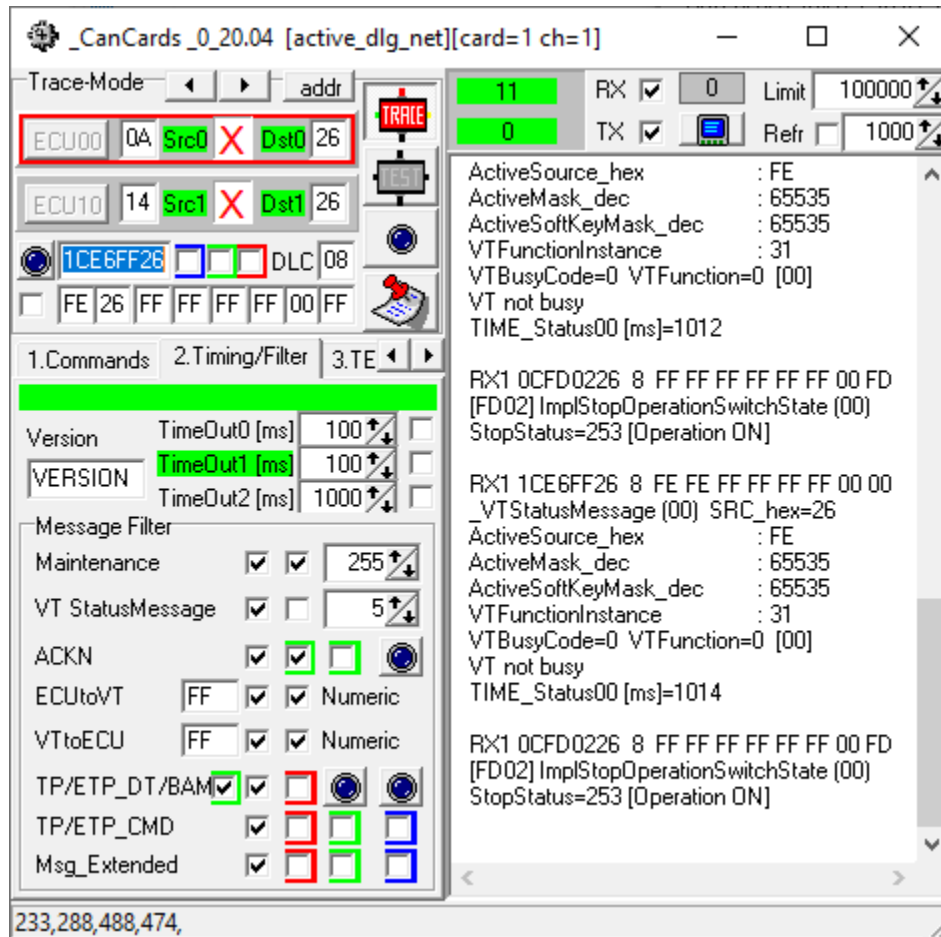 _CanCards _0_20.04 [active_dlg_net][card=1 ch=1]
Trace-Mode addr
ECU00 0A Src0 X Dst0 26
TRACE
ECU10 14 Src1 X Dst1 26
TEST
1CE6FF26 DLC 08
FE 26 FF FF FF FF 00 FF
1.Commands 2.Timing/Filter 3.TE
Version
VERSION
TimeOut0 [ms] 100
TimeOut1 [ms] 100
TimeOut2 [ms] 1000
Message Filter
Maintenance 255
VT StatusMessage 5
ACKN
ECUtoVT FF Numeric
VTtoECU FF Numeric
TP/ETP_DT/BAM
TP/ETP_CMD
Msg_Extended
11 RX 0 Limit 100000
0 TX Refr 1000
ActiveSource_hex : FE
ActiveMask_dec : 65535
ActiveSoftKeyMask_dec : 65535
VTFunctionInstance : 31
VTBusyCode=0 VTFunction=0 [00]
VT not busy
TIME_Status00 [ms]=1012
RX1 0CFD0226 8 FF FF FF FF FF FF 00 FD
[FD02] ImplStopOperationSwitchState (00)
StopStatus=253 [Operation ON]
RX1 1CE6FF26 8 FE FE FF FF FF FF 00 00
_VTStatusMessage (00) SRC_hex=26
ActiveSource_hex : FE
ActiveMask_dec : 65535
ActiveSoftKeyMask_dec : 65535
VTFunctionInstance : 31
VTBusyCode=0 VTFunction=0 [00]
VT not busy
TIME_Status00 [ms]=1014
RX1 0CFD0226 8 FF FF FF FF FF FF 00 FD
[FD02] ImplStopOperationSwitchState (00)
StopStatus=253 [Operation ON]
233,288,488,474,